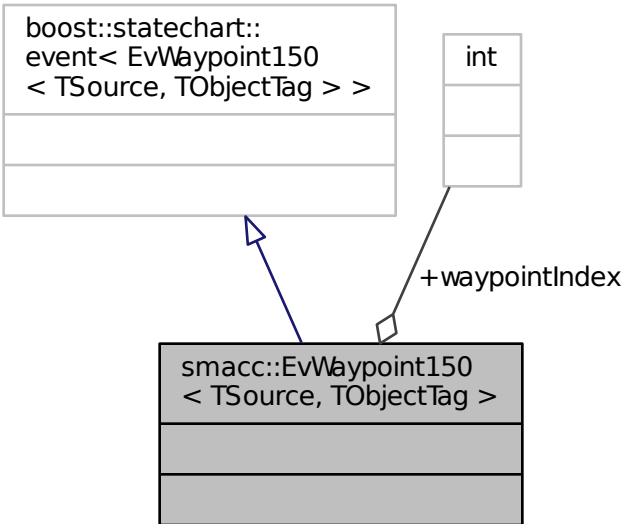 boost::statechart::
event< EvWaypoint150
< TSource, TObjectTag > >
int
+waypointIndex
smacc::EvWaypoint150
< TSource, TObjectTag >